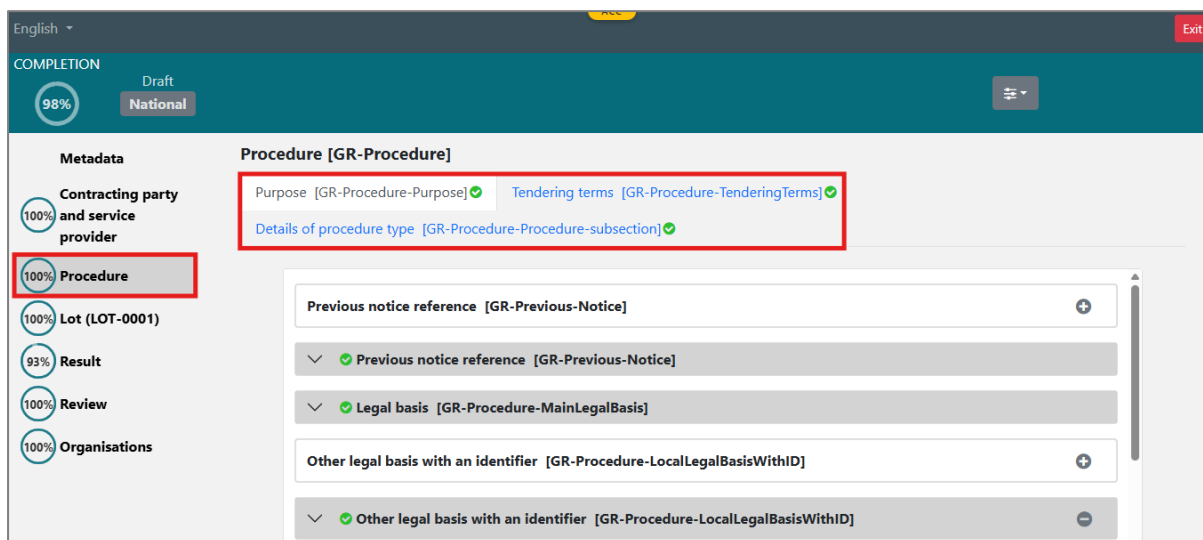 English
ACC
Exit
COMPLETION
Draft
98%
National
Metadata
Procedure [GR-Procedure]
Purpose [GR-Procedure-Purpose]
Tendering terms [GR-Procedure-TenderingTerms]
Details of procedure type [GR-Procedure-Procedure-subsection]
100%
Contracting party
and service
provider
100% Procedure
100% Lot (LOT-0001)
93% Result
100% Review
100% Organisations
Previous notice reference [GR-Previous-Notice]
Previous notice reference [GR-Previous-Notice]
Legal basis [GR-Procedure-MainLegalBasis]
Other legal basis with an identifier [GR-Procedure-LocalLegalBasisWithID]
Other legal basis with an identifier [GR-Procedure-LocalLegalBasisWithID]